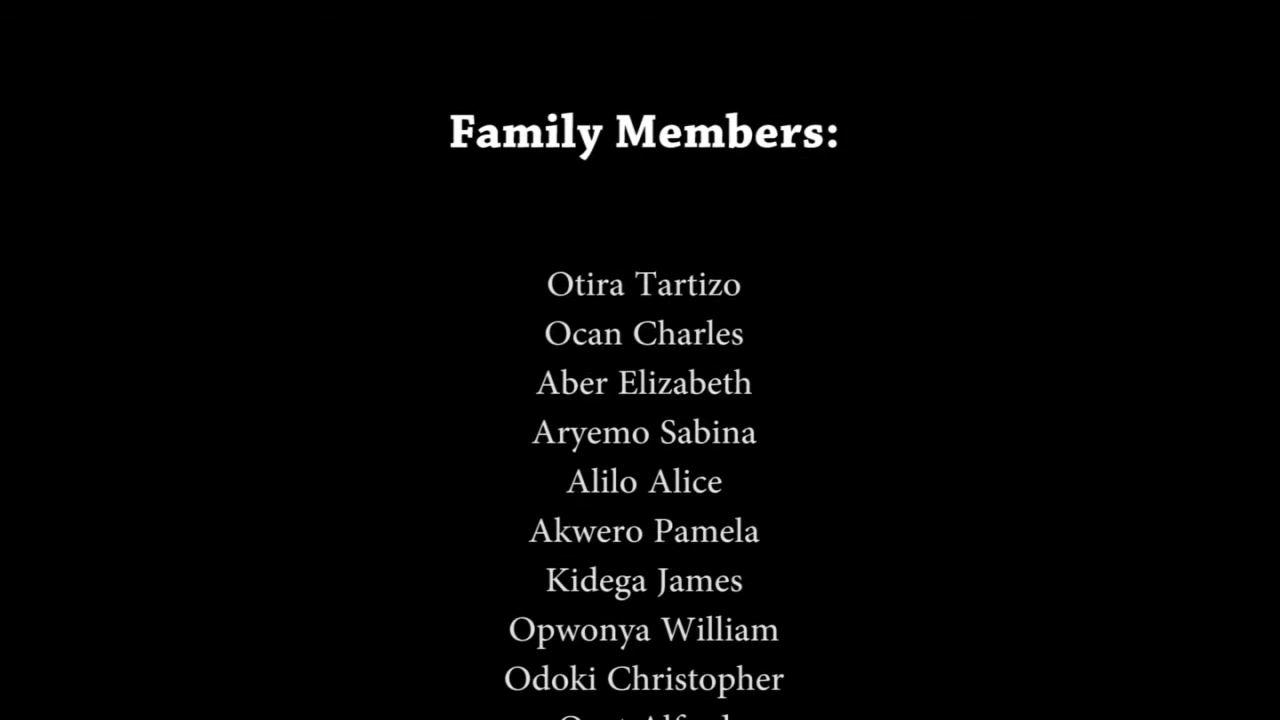 Family Members:
Otira Tartizo
Ocan Charles
Aber Elizabeth
Aryemo Sabina
Alilo Alice
Akwero Pamela
Kidega James
Opwonya William
Odoki Christopher